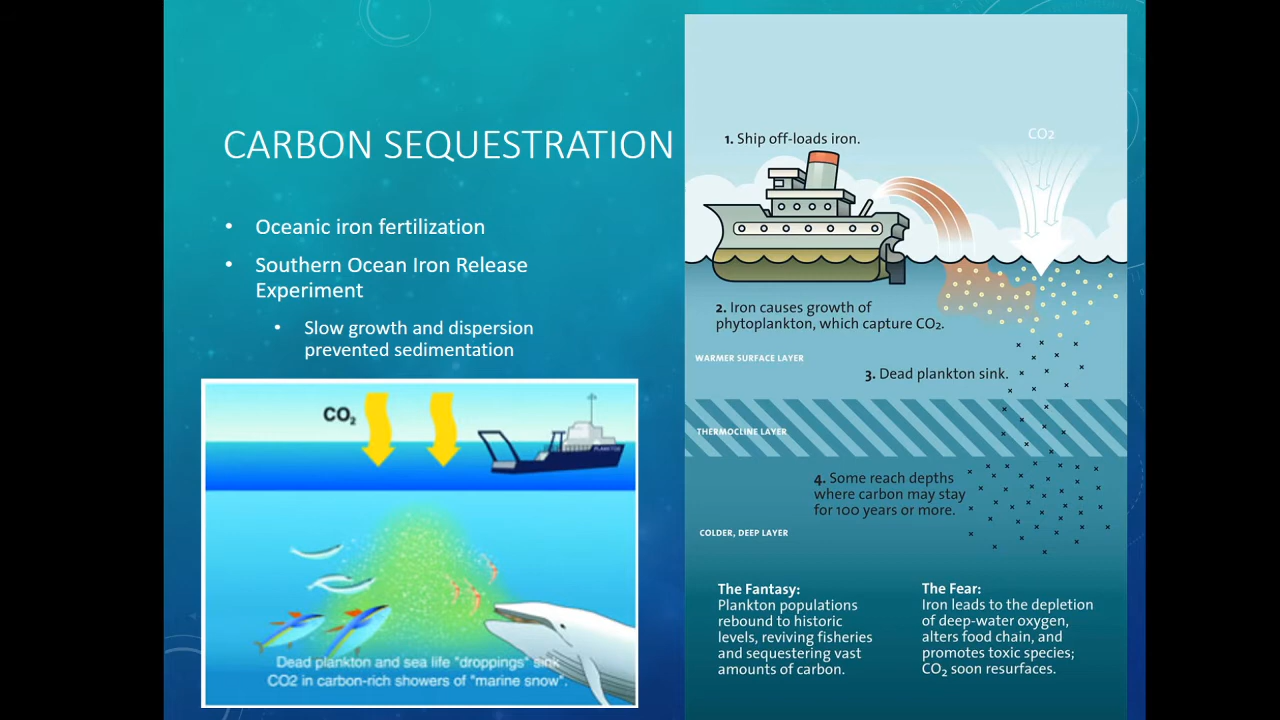 CARBON SEQUESTRATION
• Oceanic iron fertilization
• Southern Ocean Iron Release
Experiment
• Slow growth and dispersion
prevented sedimentation
CO₂
PLANKTOS
Dead plankton and sea life "droppings" sink
CO2 in carbon-rich showers of "marine snow".
1. Ship off-loads iron.
CO₂
2. Iron causes growth of
phytoplankton, which capture CO₂.
WARMER SURFACE LAYER
3. Dead plankton sink.
THERMOCLINE LAYER
4. Some reach depths
where carbon may stay
for 100 years or more.
COLDER, DEEP LAYER
The Fantasy:
Plankton populations
rebound to historic
levels, reviving fisheries
and sequestering vast
amounts of carbon.
The Fear:
Iron leads to the depletion
of deep-water oxygen,
alters food chain, and
promotes toxic species;
CO₂ soon resurfaces.